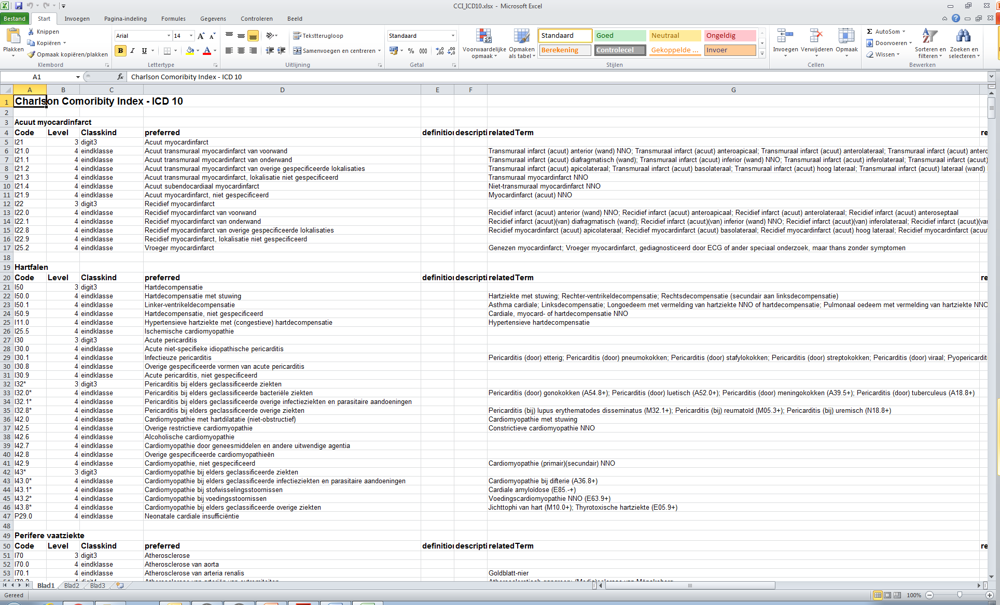 CCI_ICD10.xlsx - Microsoft Excel
Bestand Start Invoegen Pagina-indeling Formules Gegevens Controleren Beeld
Plakken
Knippen
Kopiëren
Opmaak kopiëren/plakken
Klembord
Arial 14
B I U
Lettertype
Tekstterugloop
Samenvoegen en centreren
Uitlijning
Standaard
% 000
Getal
Voorwaardelijke opmaak
Opmaken als tabel
Standaard Goed Neutraal Ongeldig
Berekening Controlecel Gekoppelde ... Invoer
Stijlen
Invoegen Verwijderen Opmaak
Cellen
Σ AutoSom
Doorvoeren
Wissen
Sorteren en filteren
Zoeken en selecteren
Bewerken
A1 fx Charlson Comoribity Index - ICD 10
A B C D E F G
1 Charlson Comoribity Index - ICD 10
2
3 Acuut myocardinfarct
4 Code Level Classkind preferred definition descripti relatedTerm re
5 I21 3 digit3 Acuut myocardinfarct
6 I21.0 4 eindklasse Acuut transmuraal myocardinfarct van voorwand Transmuraal infarct (acuut) anterior (wand) NNO; Transmuraal infarct (acuut) anteroapicaal; Transmuraal infarct (acuut) anterolateraal; Transmuraal infarct (acuut) anterc
7 I21.1 4 eindklasse Acuut transmuraal myocardinfarct van onderwand Transmuraal infarct (acuut) diafragmatisch (wand); Transmuraal infarct (acuut) inferior (wand) NNO; Transmuraal infarct (acuut) inferolateraal; Transmuraal infarct (acuut)
8 I21.2 4 eindklasse Acuut transmuraal myocardinfarct van overige gespecificeerde lokalisaties Transmuraal infarct (acuut) apicolateraal; Transmuraal infarct (acuut) basolateraal; Transmuraal infarct (acuut) hoog lateraal; Transmuraal infarct (acuut) lateraal (wand)
9 I21.3 4 eindklasse Acuut transmuraal myocardinfarct, lokalisatie niet gespecificeerd Transmuraal myocardinfarct NNO
10 I21.4 4 eindklasse Acuut subendocardiaal myocardinfarct Niet-transmuraal myocardinfarct NNO
11 I21.9 4 eindklasse Acuut myocardinfarct, niet gespecificeerd Myocardinfarct (acuut) NNO
12 I22 3 digit3 Recidief myocardinfarct
13 I22.0 4 eindklasse Recidief myocardinfarct van voorwand Recidief infarct (acuut) anterior (wand) NNO; Recidief infarct (acuut) anteroapicaal; Recidief infarct (acuut) anterolateraal; Recidief infarct (acuut) anteroseptaal
14 I22.1 4 eindklasse Recidief myocardinfarct van onderwand Recidief infarct (acuut)(van) diafragmatisch (wand); Recidief infarct (acuut)(van) inferior (wand) NNO; Recidief infarct (acuut)(van) inferolateraal; Recidief infarct (acuut)(var
15 I22.8 4 eindklasse Recidief myocardinfarct van overige gespecificeerde lokalisaties Recidief myocardinfarct (acuut) apicolateraal; Recidief myocardinfarct (acuut) basolateraal; Recidief myocardinfarct (acuut) hoog lateraal; Recidief myocardinfarct (acuut
16 I22.9 4 eindklasse Recidief myocardinfarct, lokalisatie niet gespecificeerd
17 I25.2 4 eindklasse Vroeger myocardinfarct Genezen myocardinfarct; Vroeger myocardinfarct, gediagnosticeerd door ECG of ander speciaal onderzoek, maar thans zonder symptomen
18
19 Hartfalen
20 Code Level Classkind preferred definition descripti relatedTerm re
21 I50 3 digit3 Hartdecompensatie
22 I50.0 4 eindklasse Hartdecompensatie met stuwing Hartziekte met stuwing; Rechter-ventrikeldecompensatie; Rechtsdecompensatie (secundair aan linksdecompensatie)
23 I50.1 4 eindklasse Linker-ventrikeldecompensatie Asthma cardiale; Linksdecompensatie; Longoedeem met vermelding van hartziekte NNO of hartdecompensatie; Pulmonaal oedeem met vermelding van hartziekte NNO
24 I50.9 4 eindklasse Hartdecompensatie, niet gespecificeerd Cardiale, myocard- of hartdecompensatie NNO
25 I11.0 4 eindklasse Hypertensieve hartziekte met (congestieve) hartdecompensatie Hypertensieve hartdecompensatie
26 I25.5 4 eindklasse Ischemische cardiomyopathie
27 I30 3 digit3 Acute pericarditis
28 I30.0 4 eindklasse Acute niet-specifieke idiopathische pericarditis
29 I30.1 4 eindklasse Infectieuze pericarditis Pericarditis (door) etterig; Pericarditis (door) pneumokokken; Pericarditis (door) stafylokokken; Pericarditis (door) streptokokken; Pericarditis (door) viraal; Pyopericardit
30 I30.8 4 eindklasse Overige gespecificeerde vormen van acute pericarditis
31 I30.9 4 eindklasse Acute pericarditis, niet gespecificeerd
32 I32* 3 digit3 Pericarditis bij elders geclassificeerde ziekten
33 I32.0* 4 eindklasse Pericarditis bij elders geclassificeerde bacteriële ziekten Pericarditis (door) gonokokken (A54.8+); Pericarditis (door) luetisch (A52.0+); Pericarditis (door) meningokokken (A39.5+); Pericarditis (door) tuberculeus (A18.8+)
34 I32.1* 4 eindklasse Pericarditis bij elders geclassificeerde overige infectieziekten en parasitaire aandoeningen
35 I32.8* 4 eindklasse Pericarditis bij elders geclassificeerde overige ziekten Pericarditis (bij) lupus erythematodes disseminatus (M32.1+); Pericarditis (bij) reumatoïd (M05.3+); Pericarditis (bij) uremisch (N18.8+)
36 I42.0 4 eindklasse Cardiomyopathie met hartdilatatie (niet-obstructief) Cardiomyopathie met stuwing
37 I42.5 4 eindklasse Overige restrictieve cardiomyopathie Constrictieve cardiomyopathie NNO
38 I42.6 4 eindklasse Alcoholische cardiomyopathie
39 I42.7 4 eindklasse Cardiomyopathie door geneesmiddelen en andere uitwendige agentia
40 I42.8 4 eindklasse Overige gespecificeerde cardiomyopathieën
41 I42.9 4 eindklasse Cardiomyopathie, niet gespecificeerd Cardiomyopathie (primair)(secundair) NNO
42 I43* 3 digit3 Cardiomyopathie bij elders geclassificeerde ziekten
43 I43.0* 4 eindklasse Cardiomyopathie bij elders geclassificeerde infectieziekten en parasitaire aandoeningen Cardiomyopathie bij difterie (A36.8+)
44 I43.1* 4 eindklasse Cardiomyopathie bij stofwisselingsstoornissen Cardiale amyloïdose (E85.-+)
45 I43.2* 4 eindklasse Cardiomyopathie bij voedingsstoornissen Voedingscardiomyopathie NNO (E63.9+)
46 I43.8* 4 eindklasse Cardiomyopathie bij elders geclassificeerde overige ziekten Jichttophi van hart (M10.0+); Thyrotoxische hartziekte (E05.9+)
47 P29.0 4 eindklasse Neonatale cardiale insufficiëntie
48
49 Perifere vaatziekte
50 Code Level Classkind preferred definition descripti relatedTerm re
51 I70 3 digit3 Atherosclerose
52 I70.0 4 eindklasse Atherosclerose van aorta
53 I70.1 4 eindklasse Atherosclerose van arteria renalis Goldblatt-nier
Blad1 Blad2 Blad3
Gereed 100%